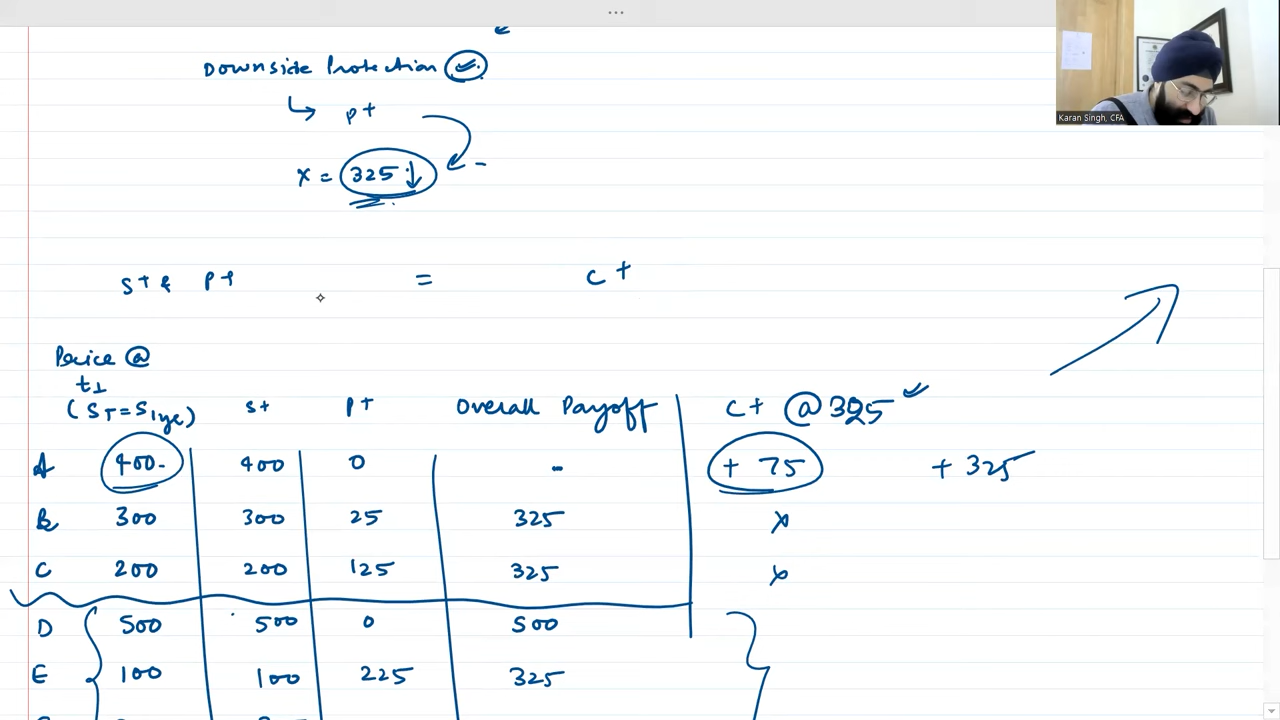 ...
Karan Singh, CFA
Downside Protection
↳ P+
x = 325 ↓ -
S+ & P+ = C+
Price @
t1
(ST = S1yr) S+ P+ Overall Payoff C+ @ 325
A 400 400 0 - + 75 + 325
B 300 300 25 325 x
C 200 200 125 325 x
D 500 500 0 500
E 100 100 225 325